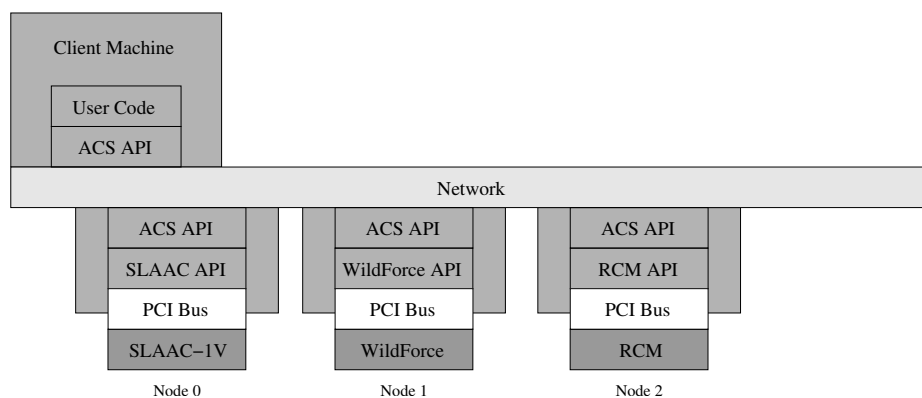 Client Machine
User Code
ACS API
Network
ACS API ACS API ACS API
SLAAC API WildForce API RCM API
PCI Bus PCI Bus PCI Bus
SLAAC−1V WildForce RCM
Node 0 Node 1 Node 2